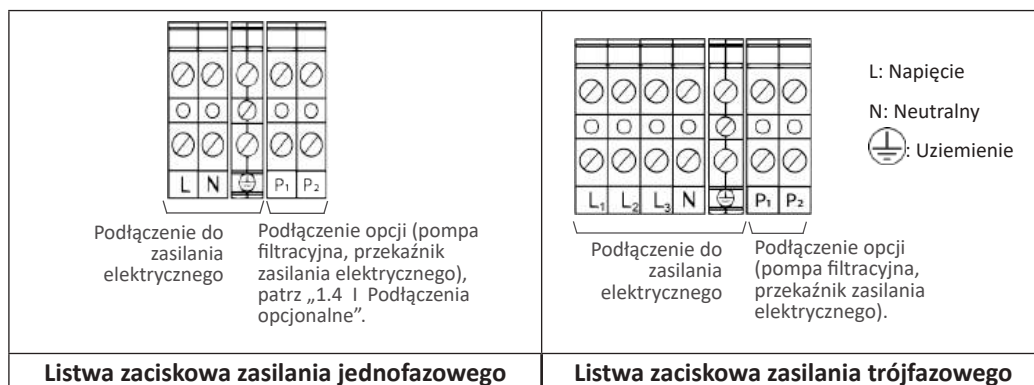 L N P₁ P₂
Podłączenie do
zasilania
elektrycznego
Podłączenie opcji (pompa
filtracyjna, przekaźnik
zasilania elektrycznego),
patrz „1.4 I Podłączenia
opcjonalne”.
Listwa zaciskowa zasilania jednofazowego
L₁ L₂ L₃ N P₁ P₂
Podłączenie do
zasilania
elektrycznego
Podłączenie opcji
(pompa filtracyjna,
przekaźnik zasilania
elektrycznego).
L: Napięcie
N: Neutralny
: Uziemienie
Listwa zaciskowa zasilania trójfazowego